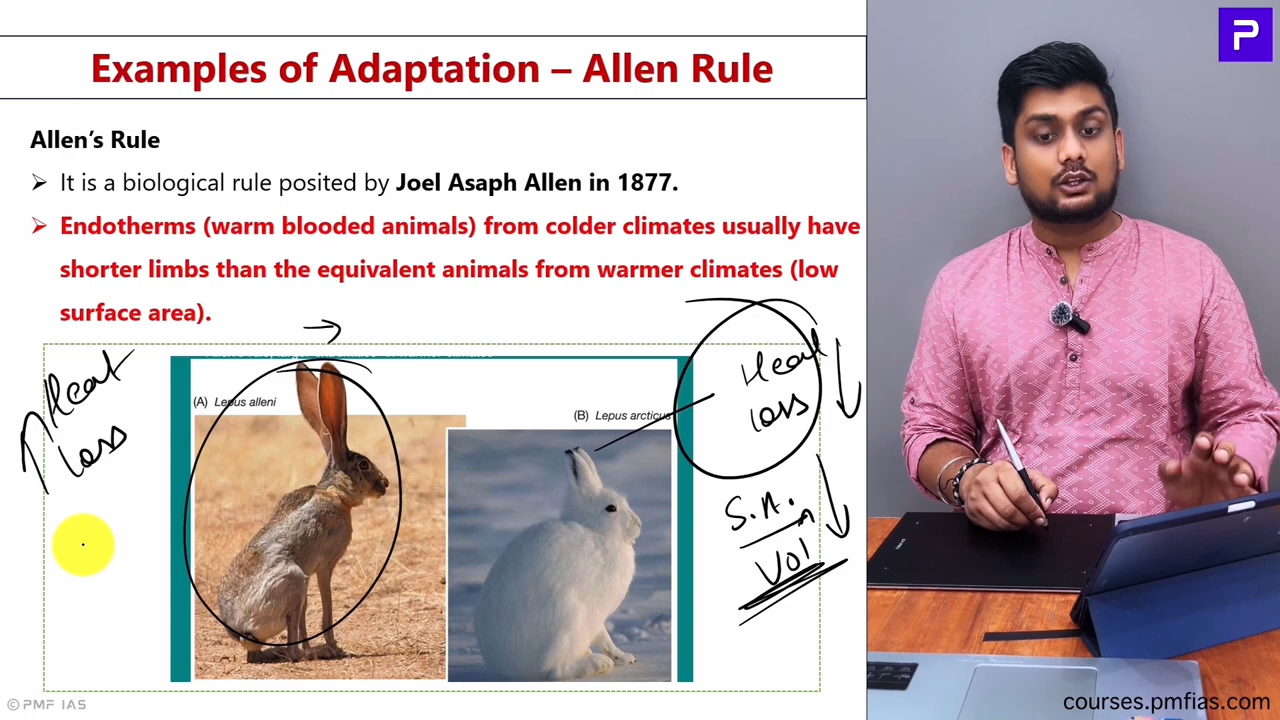 P
Examples of Adaptation – Allen Rule
Allen's Rule
➢ It is a biological rule posited by Joel Asaph Allen in 1877.
➢ Endotherms (warm blooded animals) from colder climates usually have
shorter limbs than the equivalent animals from warmer climates (low
surface area).
(A) Lepus alleni
(B) Lepus arcticus
↑ Heat
loss
→
Heat
loss ↓
S.A.
Vol ↓
© PMF IAS
courses.pmfias.com